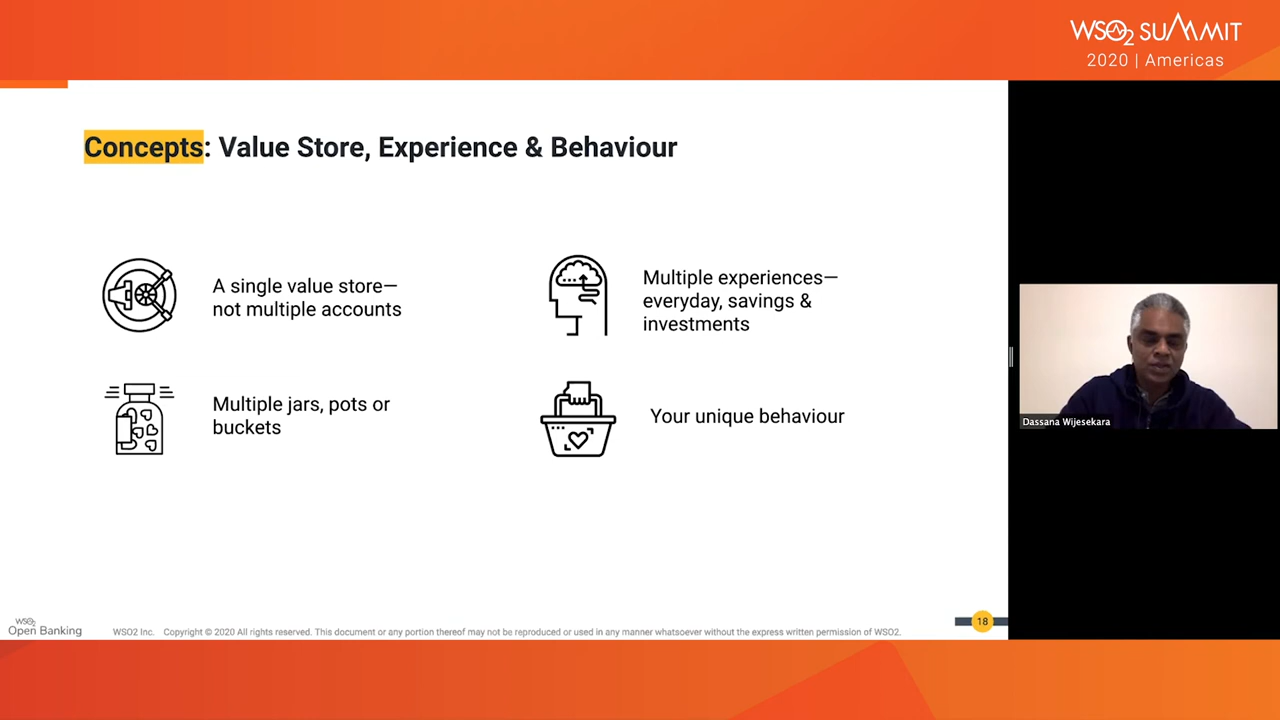 WSO2 SUMMIT
2020 | Americas
Concepts: Value Store, Experience & Behaviour
A single value store—
not multiple accounts
Multiple experiences—
everyday, savings &
investments
Multiple jars, pots or
buckets
Your unique behaviour
Dassana Wijesekara
WSO2
Open Banking
WSO2 Inc. Copyright © 2020 All rights reserved. This document or any portion thereof may not be reproduced or used in any manner whatsoever without the express written permission of WSO2.
18